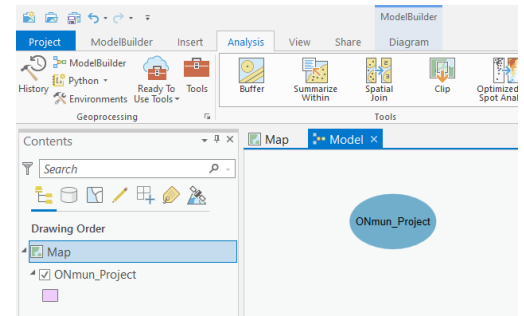 ModelBuilder
Project ModelBuilder Insert Analysis View Share Diagram
History
ModelBuilder
Python
Environments
Ready To
Use Tools
Tools
Geoprocessing
Buffer
Summarize
Within
Spatial
Join
Clip
Optimized
Spot Anal
Tools
Contents
Search
Drawing Order
Map
ONmun_Project
Map
Model
ONmun_Project